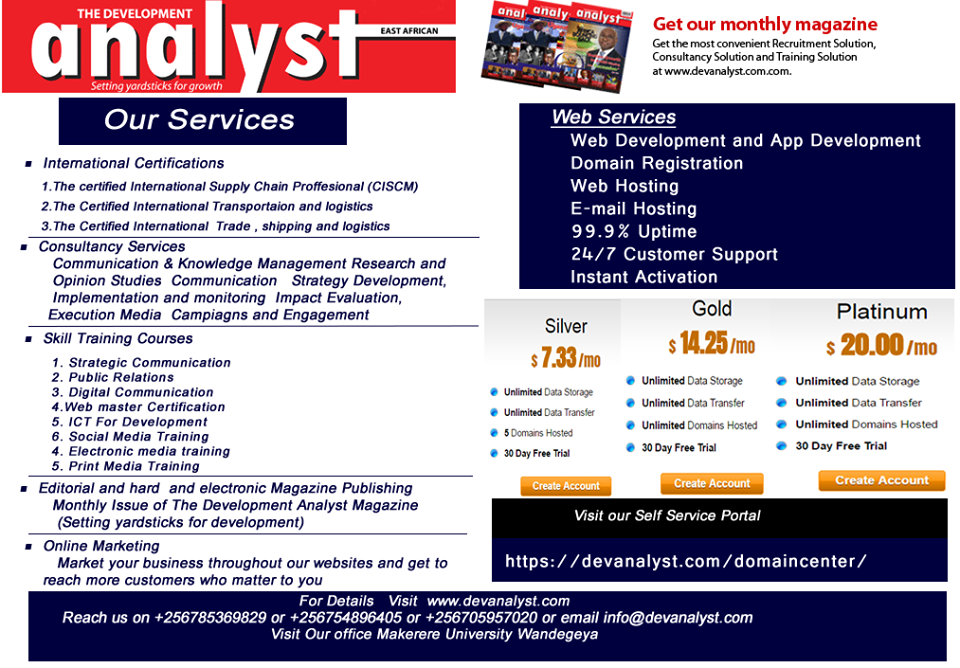 THE DEVELOPMENT
analyst
EAST AFRICAN
Setting yardsticks for growth
analyst
Get our monthly magazine
Get the most convenient Recruitment Solution,
Consultancy Solution and Training Solution
at www.devanalyst.com.com.
Our Services
International Certifications
1.The certified International Supply Chain Proffesional (CISCM)
2.The Certified International Transportaion and logistics
3.The Certified International Trade , shipping and logistics
Consultancy Services
Communication & Knowledge Management Research and
Opinion Studies Communication Strategy Development,
Implementation and monitoring Impact Evaluation,
Execution Media Campiagns and Engagement
Skill Training Courses
1. Strategic Communication
2. Public Relations
3. Digital Communication
4.Web master Certification
5. ICT For Development
6. Social Media Training
4. Electronic media training
5. Print Media Training
Editorial and hard and electronic Magazine Publishing
Monthly Issue of The Development Analyst Magazine
(Setting yardsticks for development)
Online Marketing
Market your business throughout our websites and get to
reach more customers who matter to you
Web Services
Web Development and App Development
Domain Registration
Web Hosting
E-mail Hosting
99.9% Uptime
24/7 Customer Support
Instant Activation
Silver
$ 7.33/mo
Unlimited Data Storage
Unlimited Data Transfer
5 Domains Hosted
30 Day Free Trial
Create Account
Gold
$ 14.25/mo
Unlimited Data Storage
Unlimited Data Transfer
Unlimited Domains Hosted
30 Day Free Trial
Create Account
Platinum
$ 20.00/mo
Unlimited Data Storage
Unlimited Data Transfer
Unlimited Domains Hosted
30 Day Free Trial
Create Account
Visit our Self Service Portal
https://devanalyst.com/domaincenter/
For Details Visit www.devanalyst.com
Reach us on +256785369829 or +256754896405 or +256705957020 or email info@devanalyst.com
Visit Our office Makerere University Wandegeya